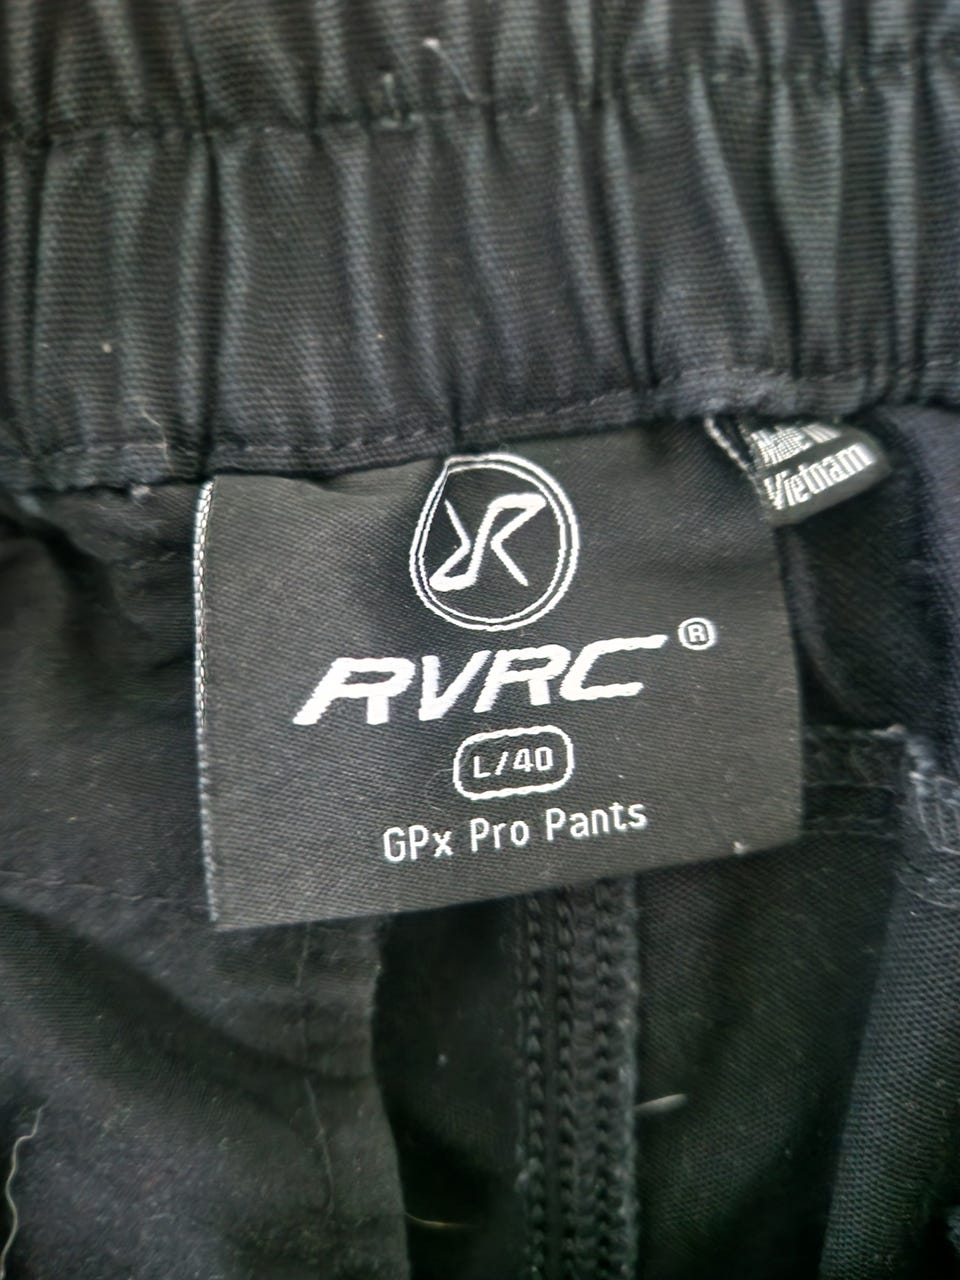 Made in
Vietnam
RVRC®
L/40
GPx Pro Pants